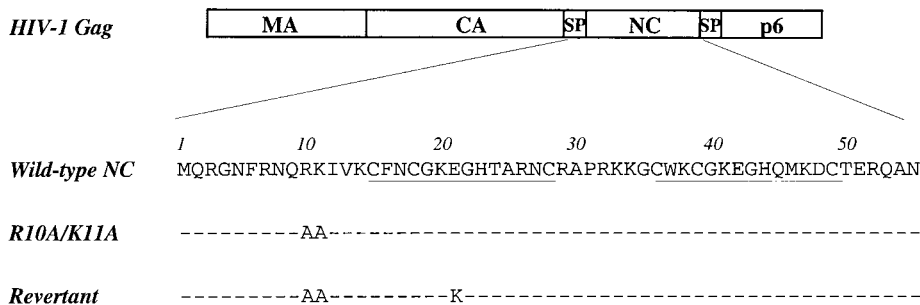 HIV-1 Gag MA CA SP NC SP p6
1 10 20 30 40 50
Wild-type NC MQRGNFRNQRKIVKCFNCGKEGHTARNCRAPRKKGCWKCGKEGHQMKDCTERQAN
R10A/K11A ---------AA--------------------------------------------
Revertant ---------AA---------K----------------------------------